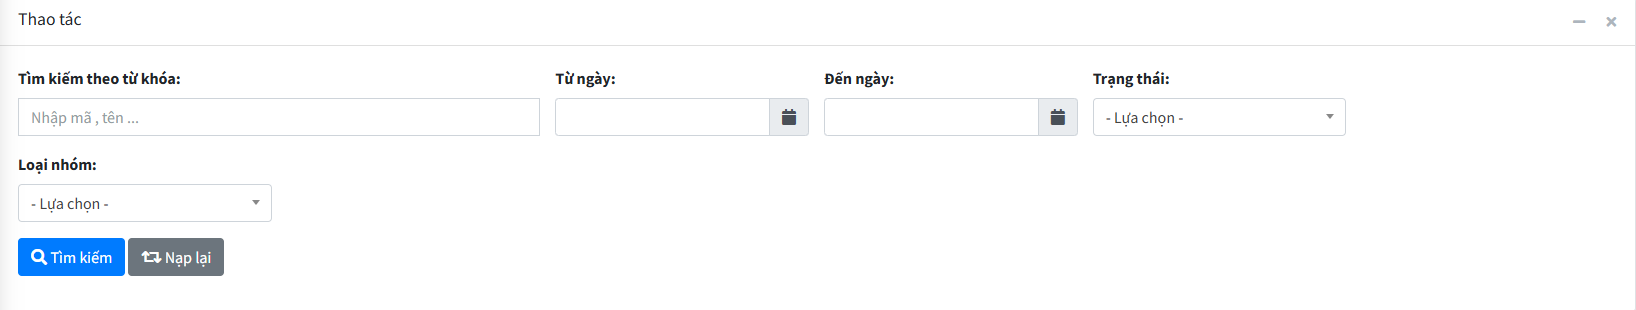 Thao tác
Tìm kiếm theo từ khóa:
Từ ngày:
Đến ngày:
Trạng thái:
Nhập mã , tên ...
- Lựa chọn -
Loại nhóm:
- Lựa chọn -
Tìm kiếm
Nạp lại